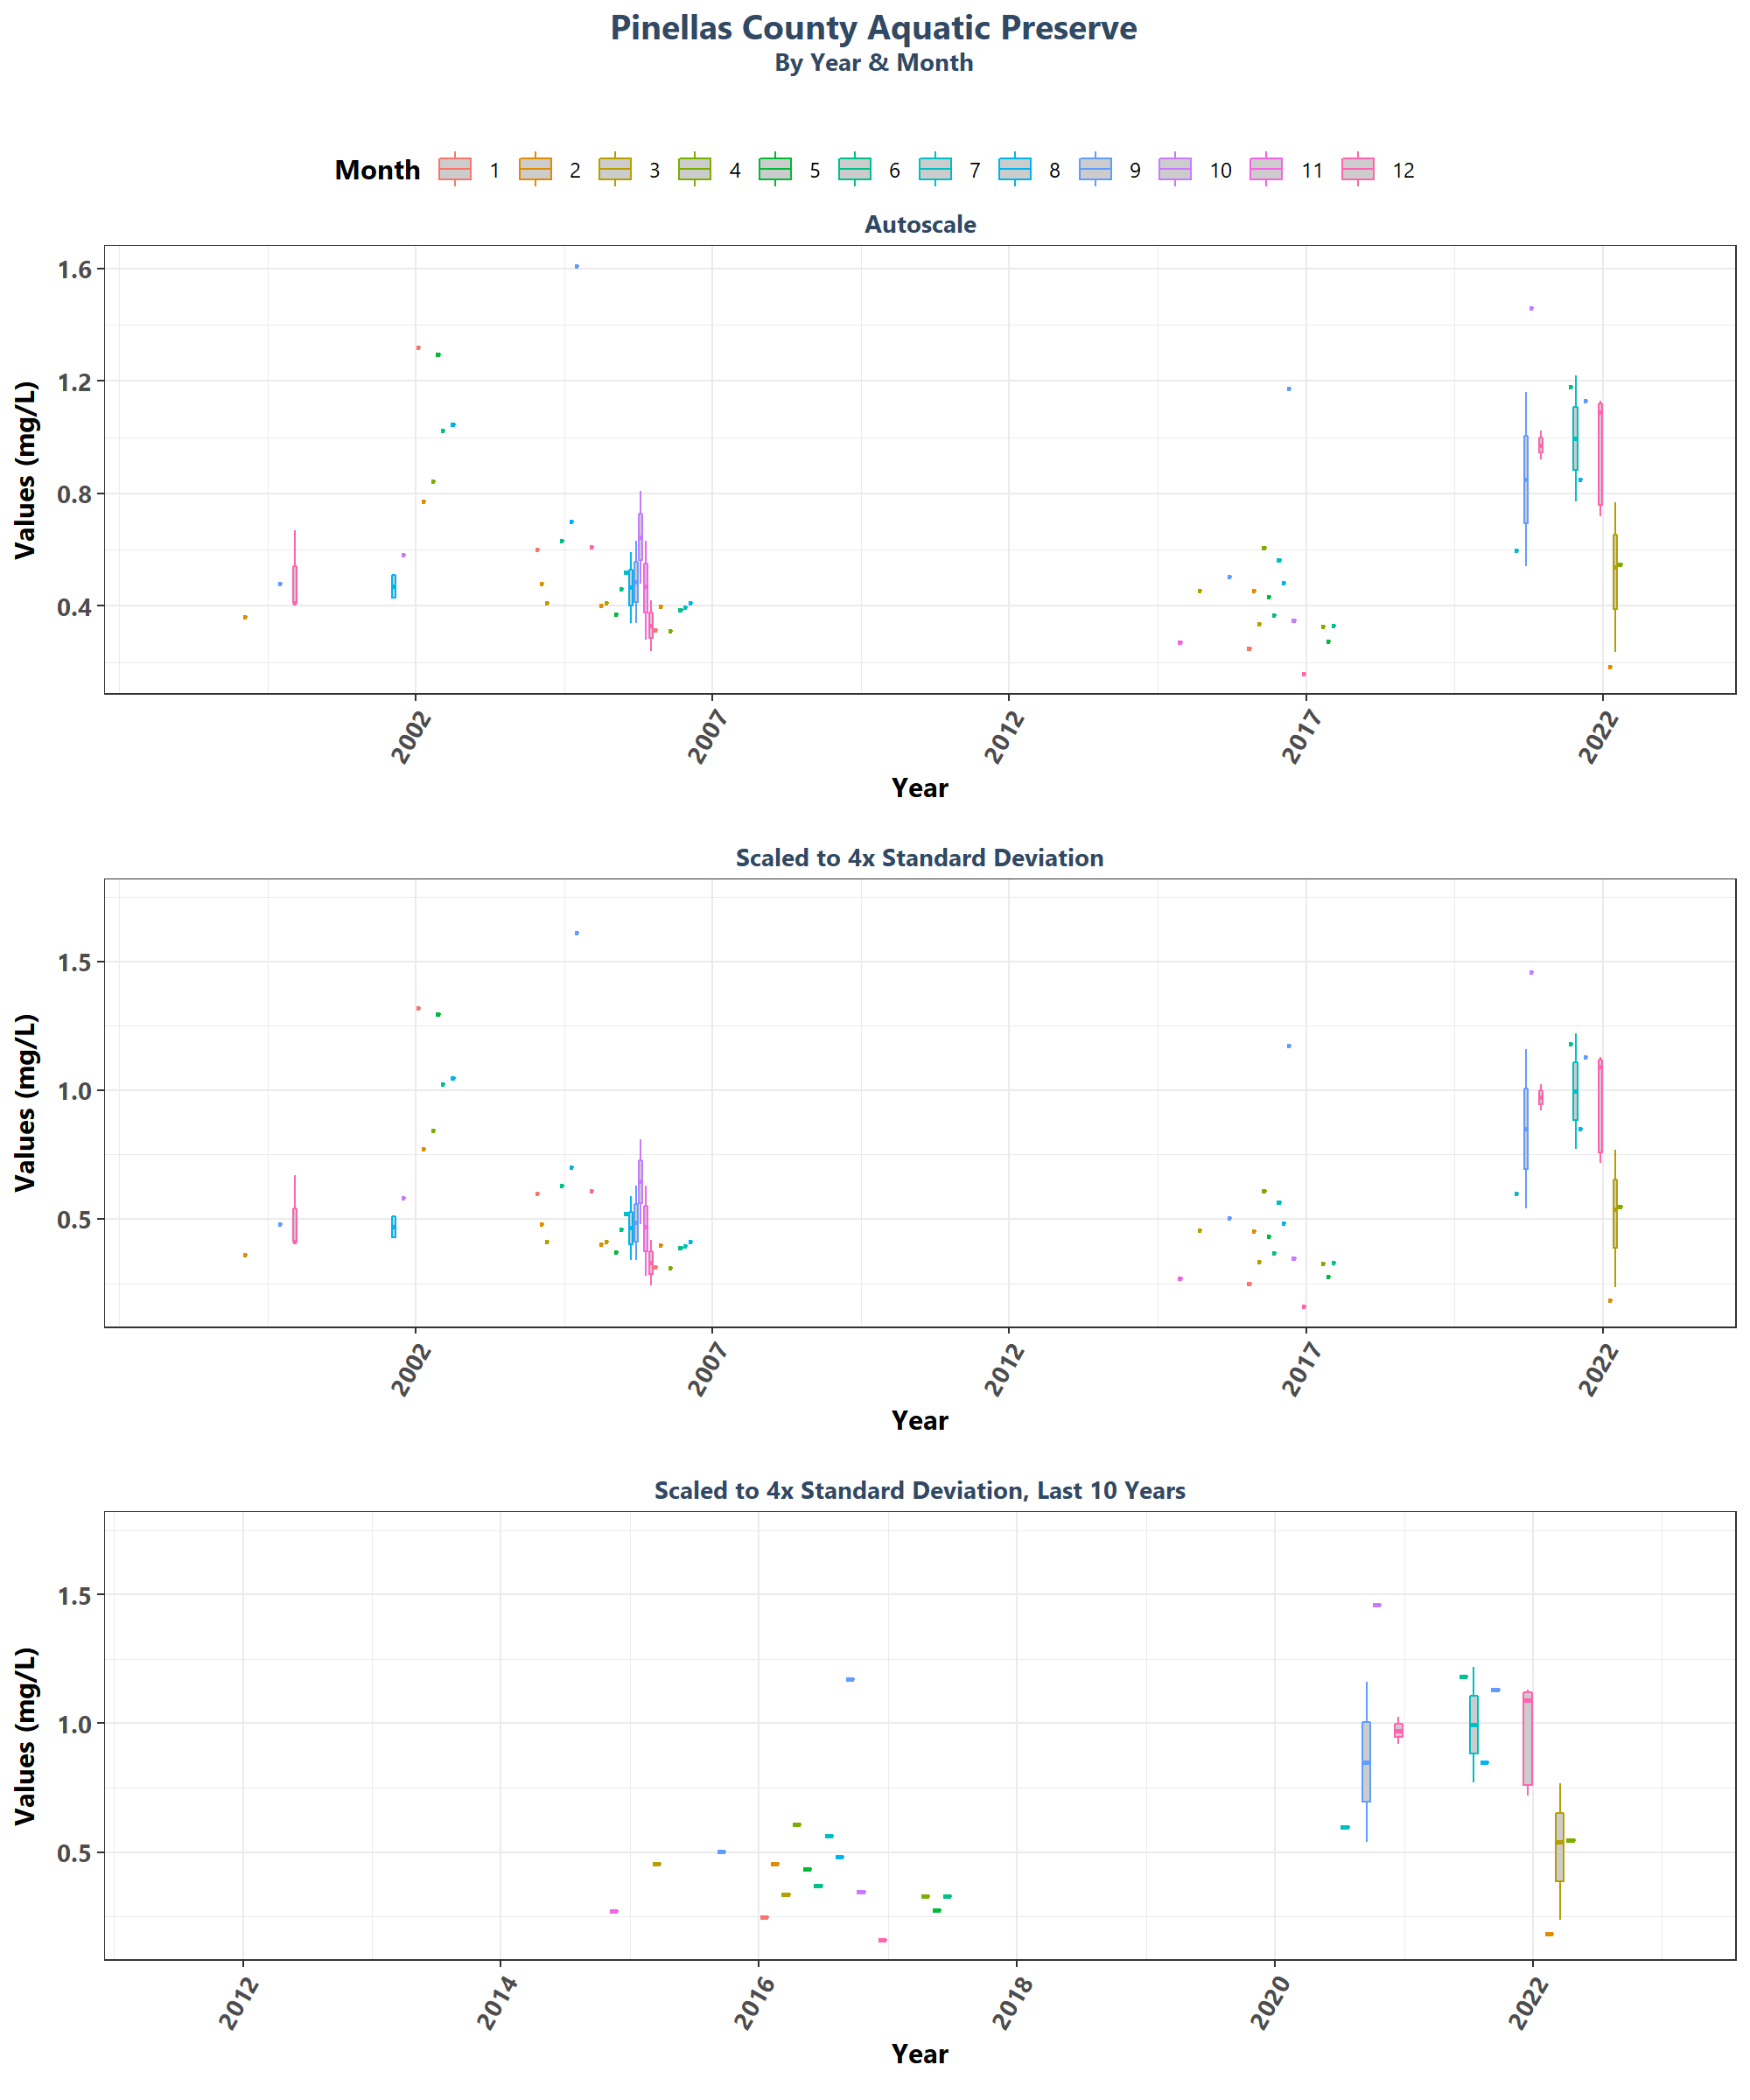 Pinellas County Aquatic Preserve
By Year & Month
Month 1 2 3 4 5 6 7 8 9 10 11 12
Autoscale
Values (mg/L)
1.6
1.2
0.8
0.4
2002 2007 2012 2017 2022
Year
Scaled to 4x Standard Deviation
Values (mg/L)
1.5
1.0
0.5
2002 2007 2012 2017 2022
Year
Scaled to 4x Standard Deviation, Last 10 Years
Values (mg/L)
1.5
1.0
0.5
2012 2014 2016 2018 2020 2022
Year